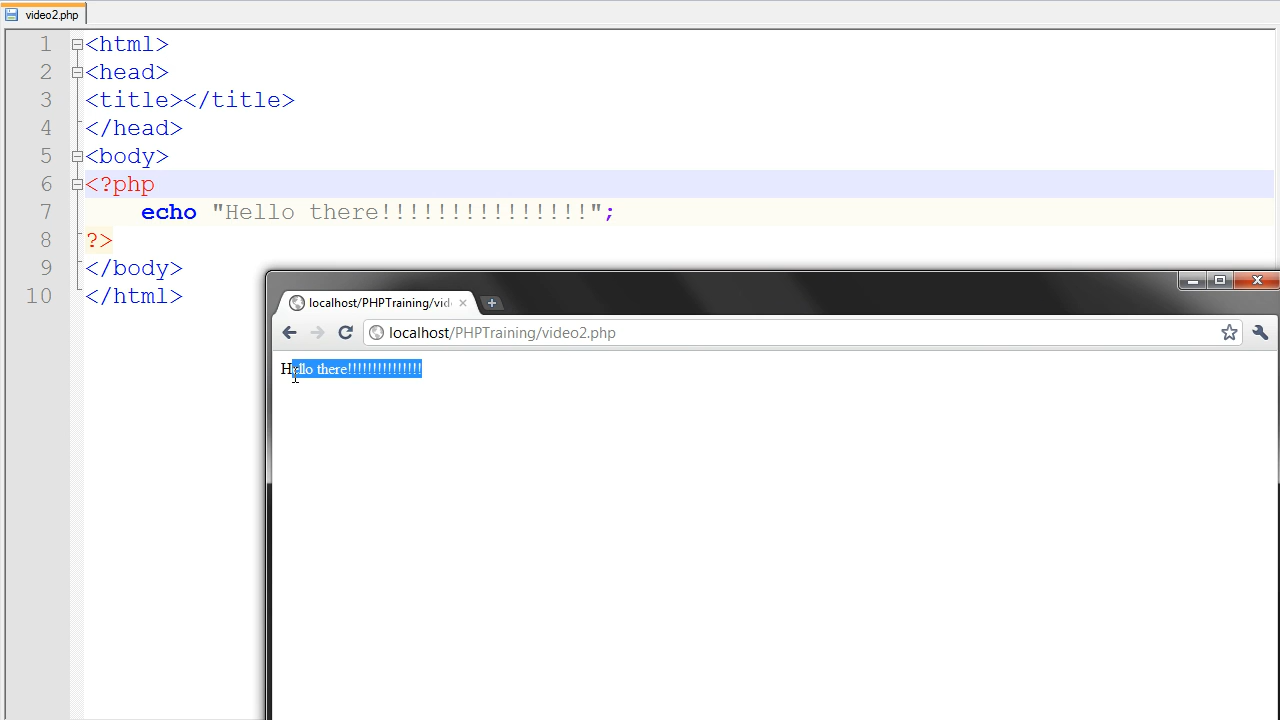 video2.php
1 <html>
2 <head>
3 <title></title>
4 </head>
5 <body>
6 <?php
7 echo "Hello there!!!!!!!!!!!!!!!";
8 ?>
9 </body>
10 </html>
localhost/PHPTraining/vid
localhost/PHPTraining/video2.php
Hello there!!!!!!!!!!!!!!!